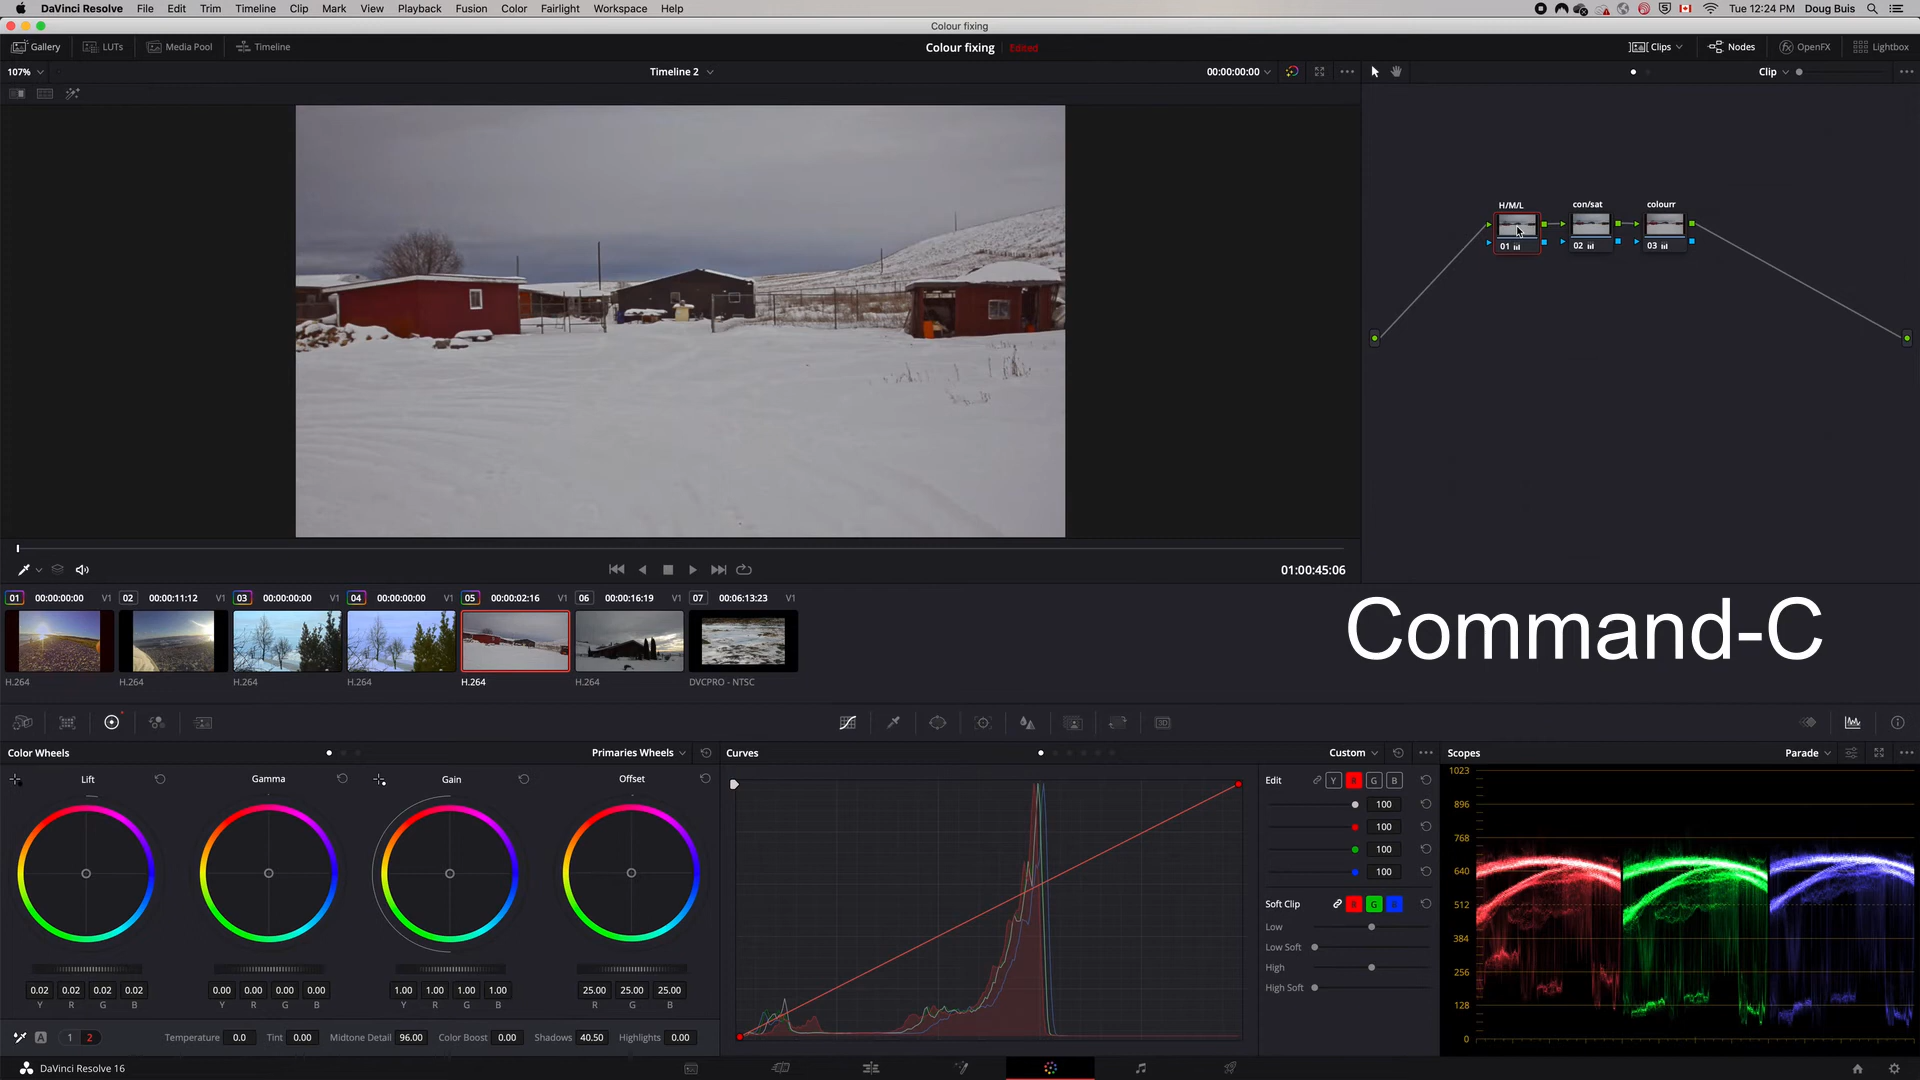 DaVinci Resolve File Edit Trim Timeline Clip Mark View Playback Fusion Color Fairlight Workspace Help Tue 12:24 PM Doug Buis
Colour fixing
Gallery LUTs Media Pool Timeline Colour fixing Edited Clips Nodes OpenFX Lightbox
107% Timeline 2 00:00:00:00 Clip
H/M/L con/sat colourr
01 02 03
01:00:45:06
01 00:00:00:00 V1 02 00:00:11:12 V1 03 00:00:00:00 V1 04 00:00:00:00 V1 05 00:00:02:16 V1 06 00:00:16:19 V1 07 00:06:13:23 V1
Command-C
H.264 H.264 H.264 H.264 H.264 H.264 DVCPRO - NTSC
Color Wheels Primaries Wheels Curves Custom Scopes Parade
Lift Gamma Gain Offset Edit Y R G B
1023
896
100
768
100
640
100
512
100
384
Soft Clip R G B
256
Low
128
Low Soft
0
High
High Soft
0.02 0.02 0.02 0.02 0.00 0.00 0.00 0.00 1.00 1.00 1.00 1.00 25.00 25.00 25.00
Y R G B Y R G B Y R G B R G B
A 1 2 Temperature 0.0 Tint 0.00 Midtone Detail 96.00 Color Boost 0.00 Shadows 40.50 Highlights 0.00
DaVinci Resolve 16